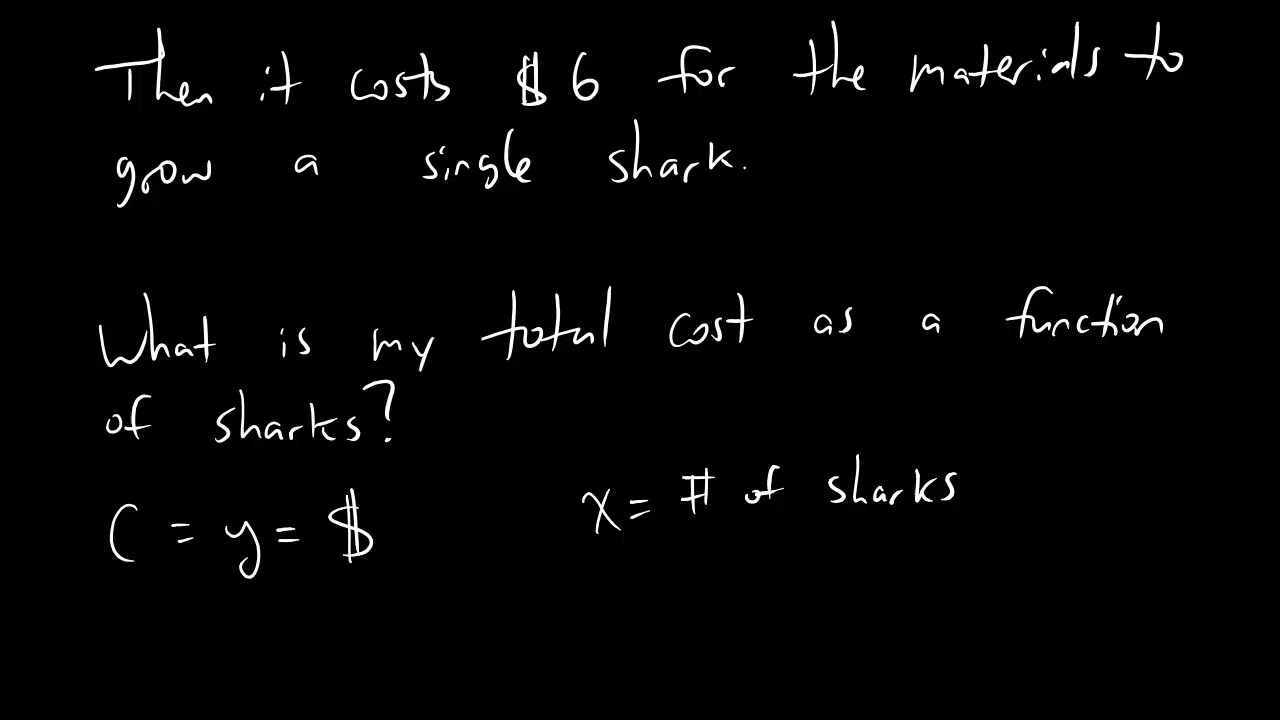 Then it costs $6 for the materials to
grow a single shark.
What is my total cost as a function
of sharks?
C = y = $ x = # of sharks